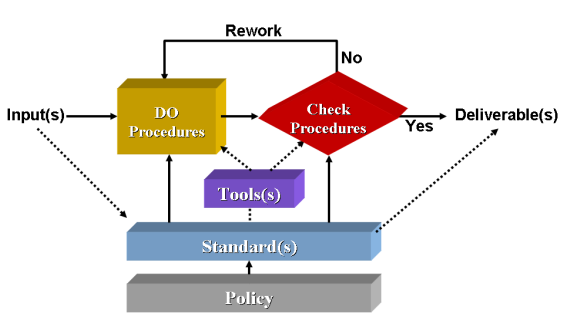 Rework
No
Input(s)
DO
Procedures
Check
Procedures
Yes
Deliverable(s)
Tools(s)
Standard(s)
Policy